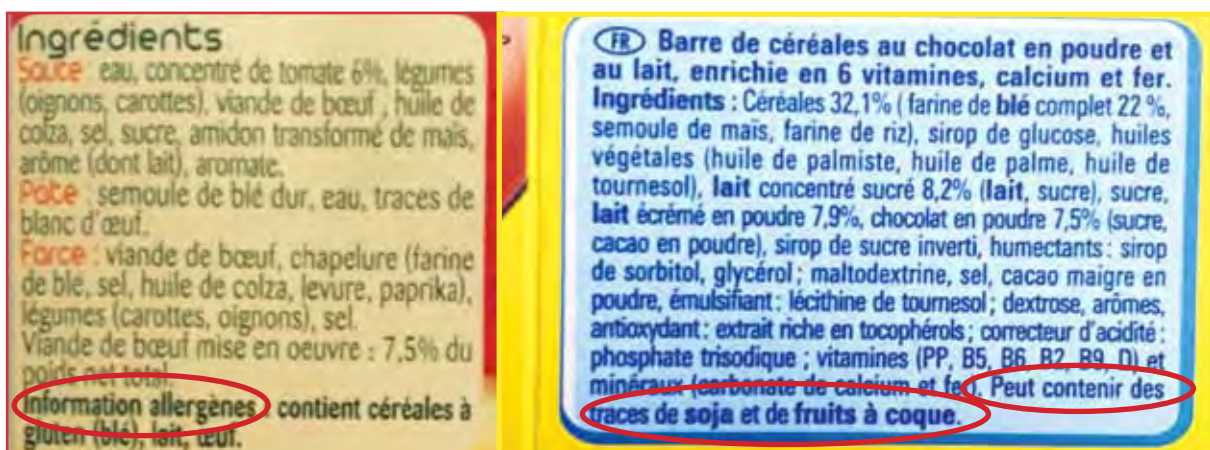 Ingrédients
Sauce : eau, concentré de tomate 6%, légumes
(oignons, carottes), viande de bœuf , huile de
colza, sel, sucre, amidon transformé de maïs,
arôme (dont lait), aromate.
Pâte : semoule de blé dur, eau, traces de
blanc d'œuf.
Farce : viande de bœuf, chapelure (farine
de blé, sel, huile de colza, levure, paprika),
légumes (carottes, oignons), sel.
Viande de bœuf mise en oeuvre : 7,5% du
poids net total.
Information allergènes : contient céréales à
gluten (blé), lait, œuf.
FR Barre de céréales au chocolat en poudre et
au lait, enrichie en 6 vitamines, calcium et fer.
Ingrédients : Céréales 32,1% ( farine de blé complet 22 %,
semoule de maïs, farine de riz), sirop de glucose, huiles
végétales (huile de palmiste, huile de palme, huile de
tournesol), lait concentré sucré 8,2% (lait, sucre), sucre,
lait écrémé en poudre 7,9%, chocolat en poudre 7,5% (sucre,
cacao en poudre), sirop de sucre inverti, humectants : sirop
de sorbitol, glycérol ; maltodextrine, sel, cacao maigre en
poudre, émulsifiant : lécithine de tournesol ; dextrose, arômes,
antioxydant : extrait riche en tocophérols ; correcteur d'acidité :
phosphate trisodique ; vitamines (PP, B5, B6, B2, B9, D) et
minéraux (carbonate de calcium et fer). Peut contenir des
traces de soja et de fruits à coque.